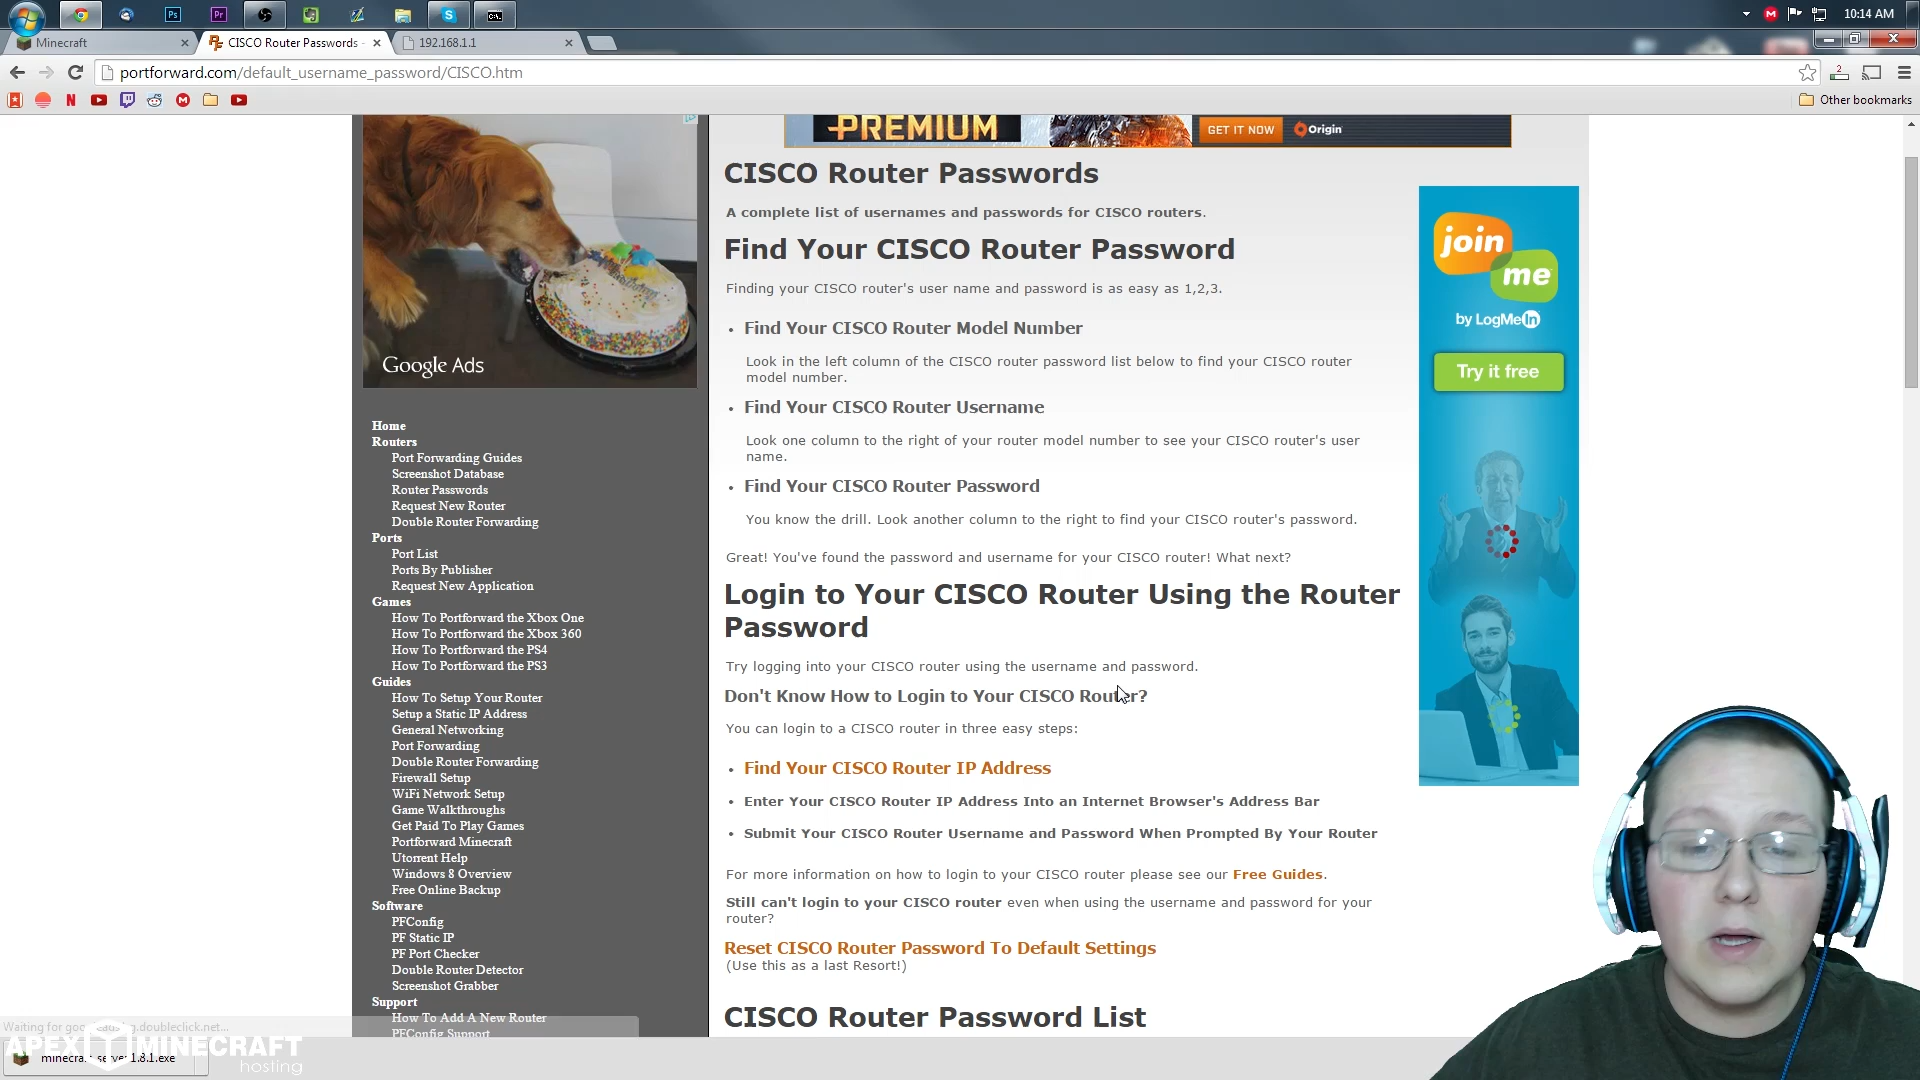 10:14 AM
Minecraft
CISCO Router Passwords -
192.168.1.1
portforward.com/default_username_password/CISCO.htm
2
Other bookmarks
PREMIUM
GET IT NOW
Origin
Google Ads
Home
Routers
Port Forwarding Guides
Screenshot Database
Router Passwords
Request New Router
Double Router Forwarding
Ports
Port List
Ports By Publisher
Request New Application
Games
How To Portforward the Xbox One
How To Portforward the Xbox 360
How To Portforward the PS4
How To Portforward the PS3
Guides
How To Setup Your Router
Setup a Static IP Address
General Networking
Port Forwarding
Double Router Forwarding
Firewall Setup
WiFi Network Setup
Game Walkthroughs
Get Paid To Play Games
Portforward Minecraft
Utorrent Help
Windows 8 Overview
Free Online Backup
Software
PFConfig
PF Static IP
PF Port Checker
Double Router Detector
Screenshot Grabber
Support
How To Add A New Router
PFConfig Support
CISCO Router Passwords
A complete list of usernames and passwords for CISCO routers.
Find Your CISCO Router Password
Finding your CISCO router's user name and password is as easy as 1,2,3.
• Find Your CISCO Router Model Number
Look in the left column of the CISCO router password list below to find your CISCO router
model number.
• Find Your CISCO Router Username
Look one column to the right of your router model number to see your CISCO router's user
name.
• Find Your CISCO Router Password
You know the drill. Look another column to the right to find your CISCO router's password.
Great! You've found the password and username for your CISCO router! What next?
Login to Your CISCO Router Using the Router
Password
Try logging into your CISCO router using the username and password.
Don't Know How to Login to Your CISCO Router?
You can login to a CISCO router in three easy steps:
• Find Your CISCO Router IP Address
• Enter Your CISCO Router IP Address Into an Internet Browser's Address Bar
• Submit Your CISCO Router Username and Password When Prompted By Your Router
For more information on how to login to your CISCO router please see our Free Guides.
Still can't login to your CISCO router even when using the username and password for your
router?
Reset CISCO Router Password To Default Settings
(Use this as a last Resort!)
CISCO Router Password List
join
me
by LogMeIn
Try it free
Waiting for
doubleclick.net...
APEX MINECRAFT
hosting